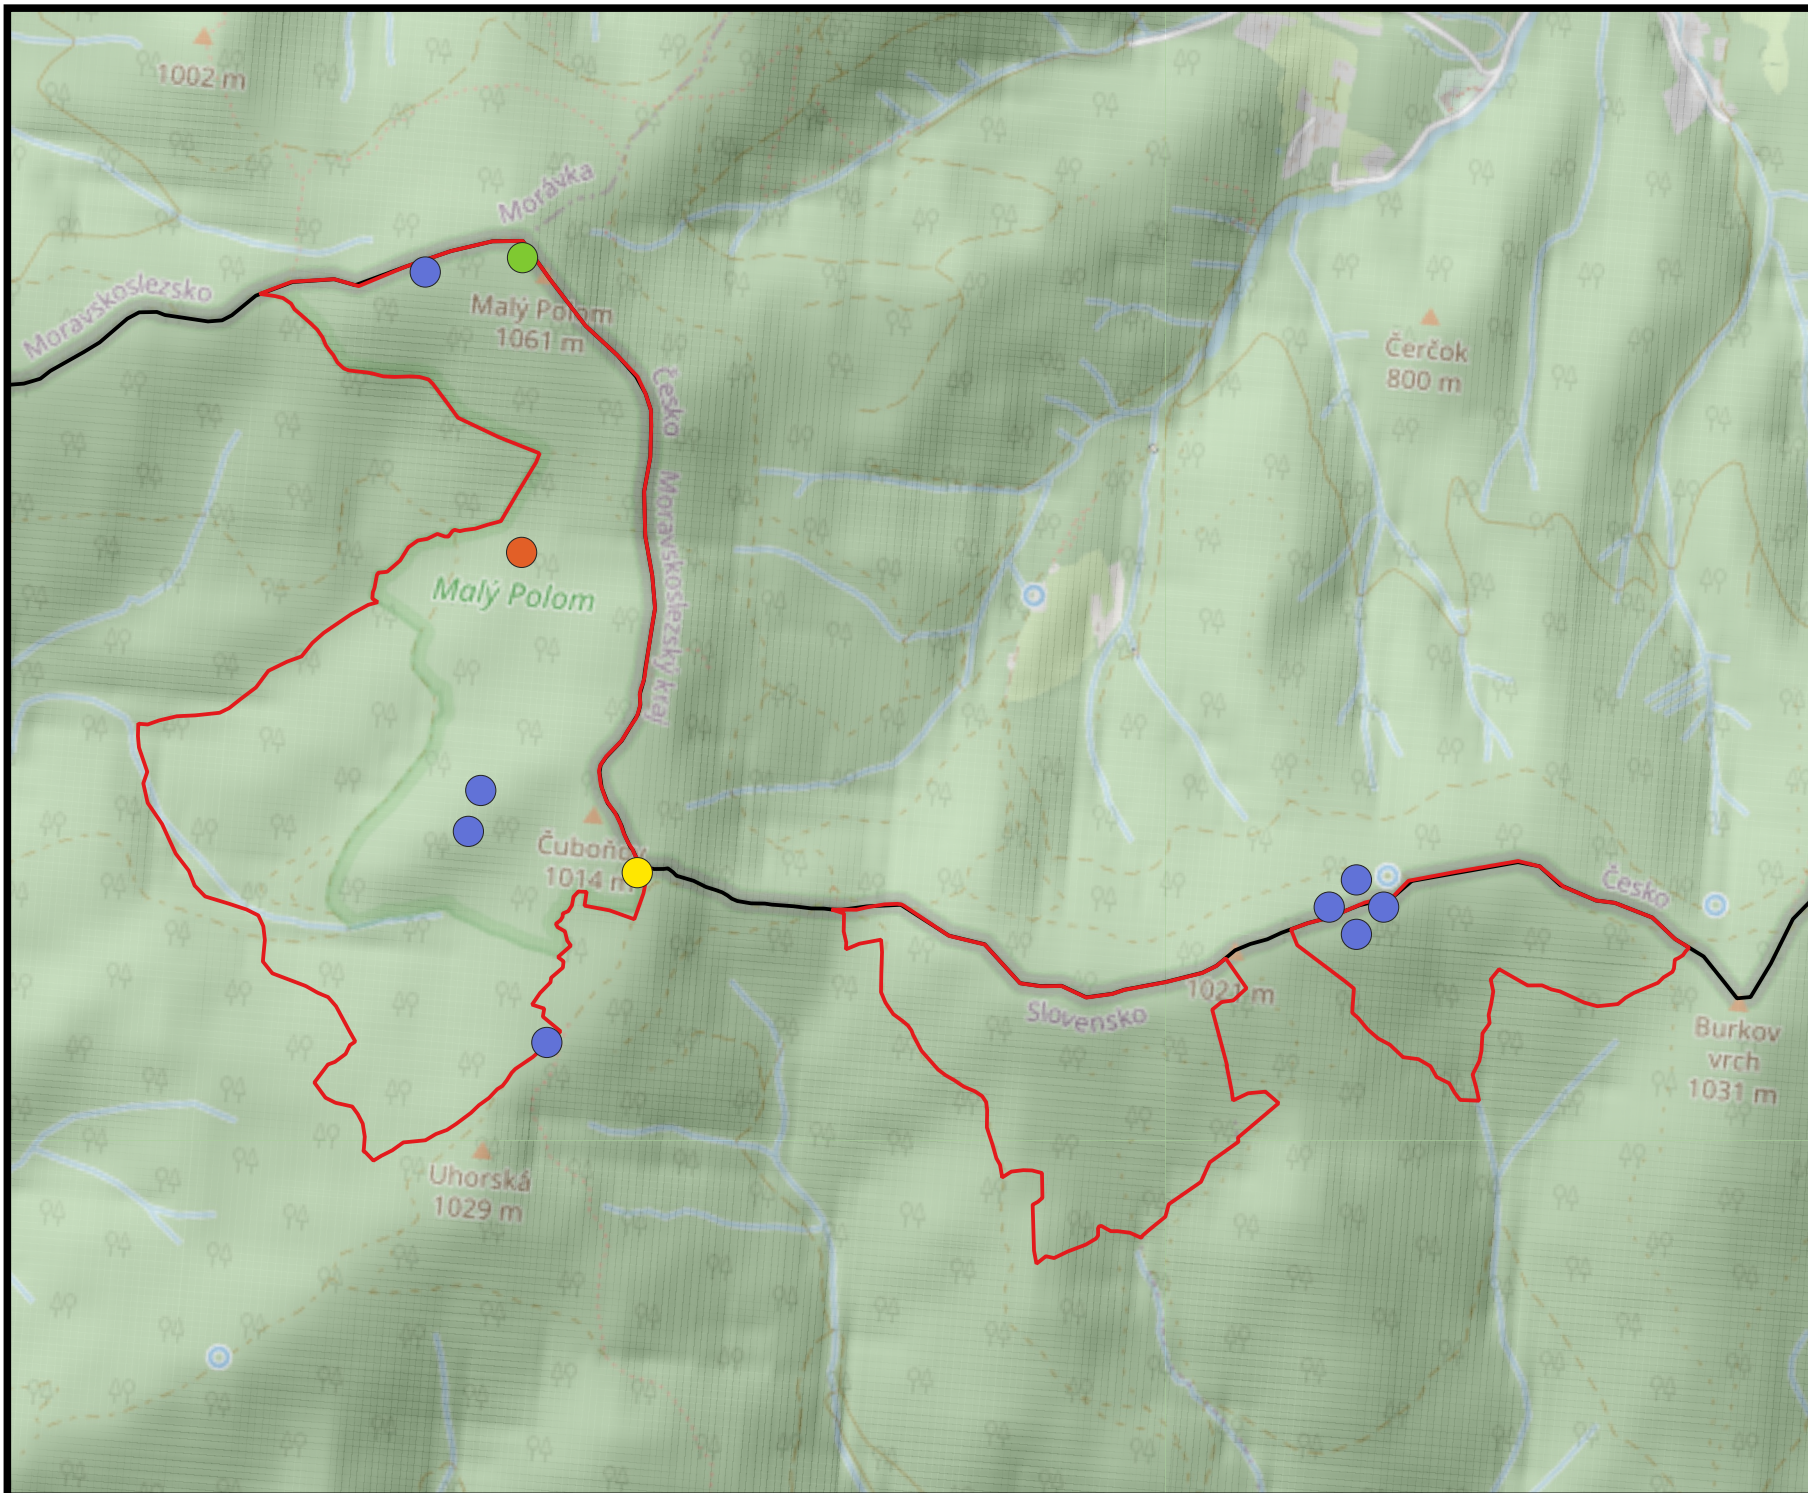 1002 m
Morávka
Moravskoslezsko
Malý Polom
1061 m
Čerčok
800 m
Česko
Moravskoslezský kraj
Malý Polom
Čuboňov
1014 m
Česko
1021 m
Slovensko
Burkov
vrch
1031 m
Uhorská
1029 m